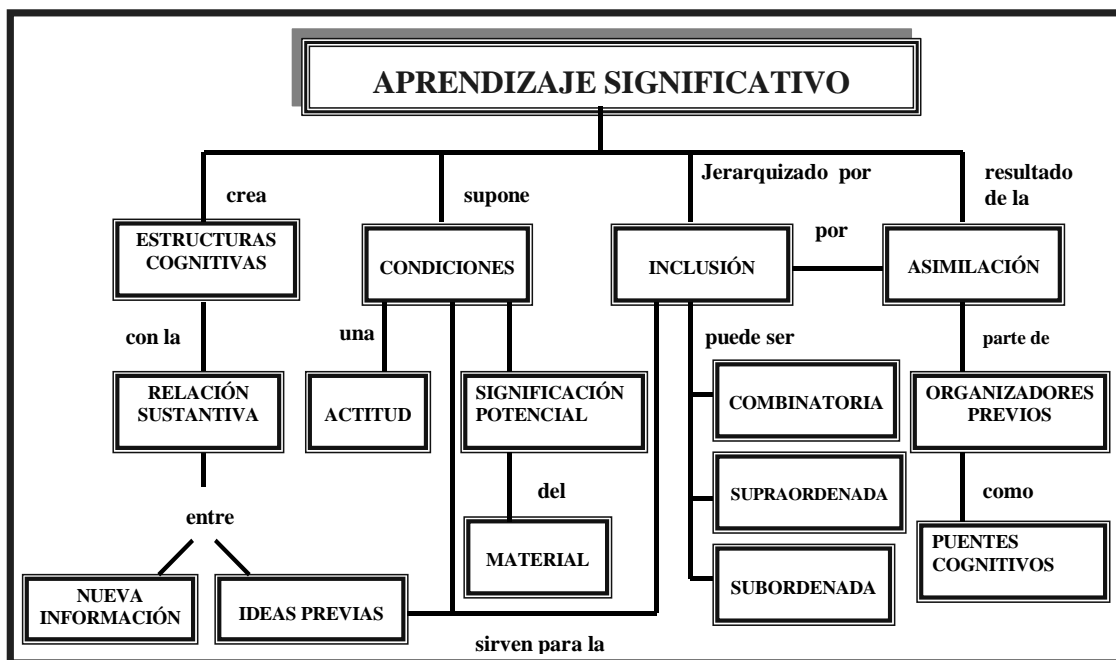 APRENDIZAJE SIGNIFICATIVO
crea
supone
Jerarquizado por
resultado
de la
ESTRUCTURAS
COGNITIVAS
CONDICIONES
INCLUSIÓN
por
ASIMILACIÓN
con la
una
puede ser
parte de
RELACIÓN
SUSTANTIVA
ACTITUD
SIGNIFICACIÓN
POTENCIAL
COMBINATORIA
ORGANIZADORES
PREVIOS
entre
del
SUPRAORDENADA
como
MATERIAL
PUENTES
COGNITIVOS
NUEVA
INFORMACIÓN
IDEAS PREVIAS
SUBORDENADA
sirven para la